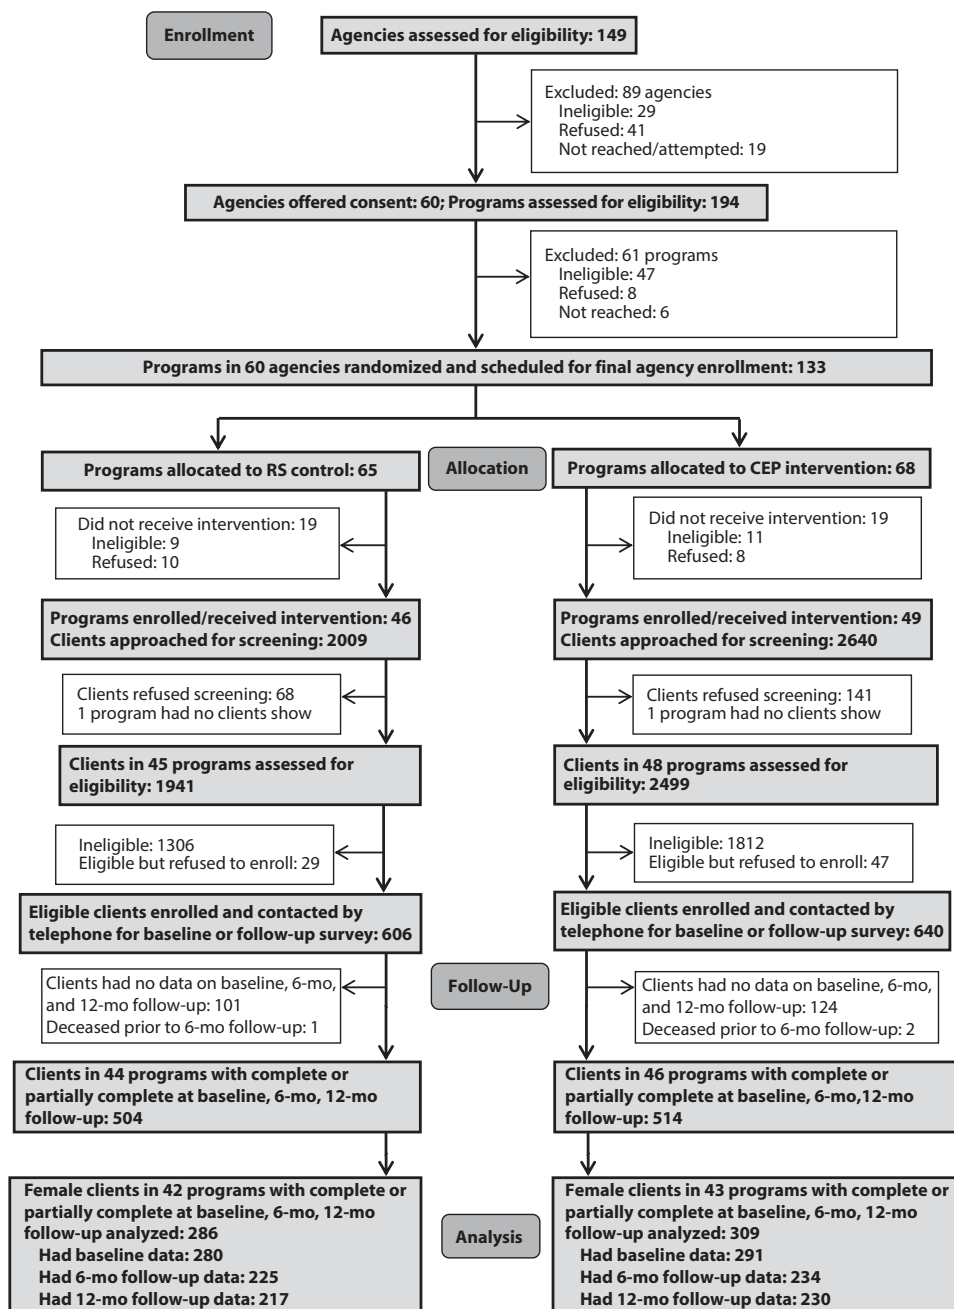 Enrollment
Agencies assessed for eligibility: 149
Excluded: 89 agencies
Ineligible: 29
Refused: 41
Not reached/attempted: 19
Agencies offered consent: 60; Programs assessed for eligibility: 194
Excluded: 61 programs
Ineligible: 47
Refused: 8
Not reached: 6
Programs in 60 agencies randomized and scheduled for final agency enrollment: 133
Programs allocated to RS control: 65
Allocation
Programs allocated to CEP intervention: 68
Did not receive intervention: 19
Ineligible: 9
Refused: 10
Did not receive intervention: 19
Ineligible: 11
Refused: 8
Programs enrolled/received intervention: 46
Clients approached for screening: 2009
Programs enrolled/received intervention: 49
Clients approached for screening: 2640
Clients refused screening: 68
1 program had no clients show
Clients refused screening: 141
1 program had no clients show
Clients in 45 programs assessed for
eligibility: 1941
Clients in 48 programs assessed for
eligibility: 2499
Ineligible: 1306
Eligible but refused to enroll: 29
Ineligible: 1812
Eligible but refused to enroll: 47
Eligible clients enrolled and contacted by
telephone for baseline or follow-up survey: 606
Eligible clients enrolled and contacted by
telephone for baseline or follow-up survey: 640
Clients had no data on baseline, 6-mo,
and 12-mo follow-up: 101
Deceased prior to 6-mo follow-up: 1
Follow-Up
Clients had no data on baseline, 6-mo,
and 12-mo follow-up: 124
Deceased prior to 6-mo follow-up: 2
Clients in 44 programs with complete or
partially complete at baseline, 6-mo, 12-mo
follow-up: 504
Clients in 46 programs with complete or
partially complete at baseline, 6-mo,12-mo
follow-up: 514
Female clients in 42 programs with complete or
partially complete at baseline, 6-mo, 12-mo
follow-up analyzed: 286
Had baseline data: 280
Had 6-mo follow-up data: 225
Had 12-mo follow-up data: 217
Analysis
Female clients in 43 programs with complete or
partially complete at baseline, 6-mo, 12-mo
follow-up analyzed: 309
Had baseline data: 291
Had 6-mo follow-up data: 234
Had 12-mo follow-up data: 230